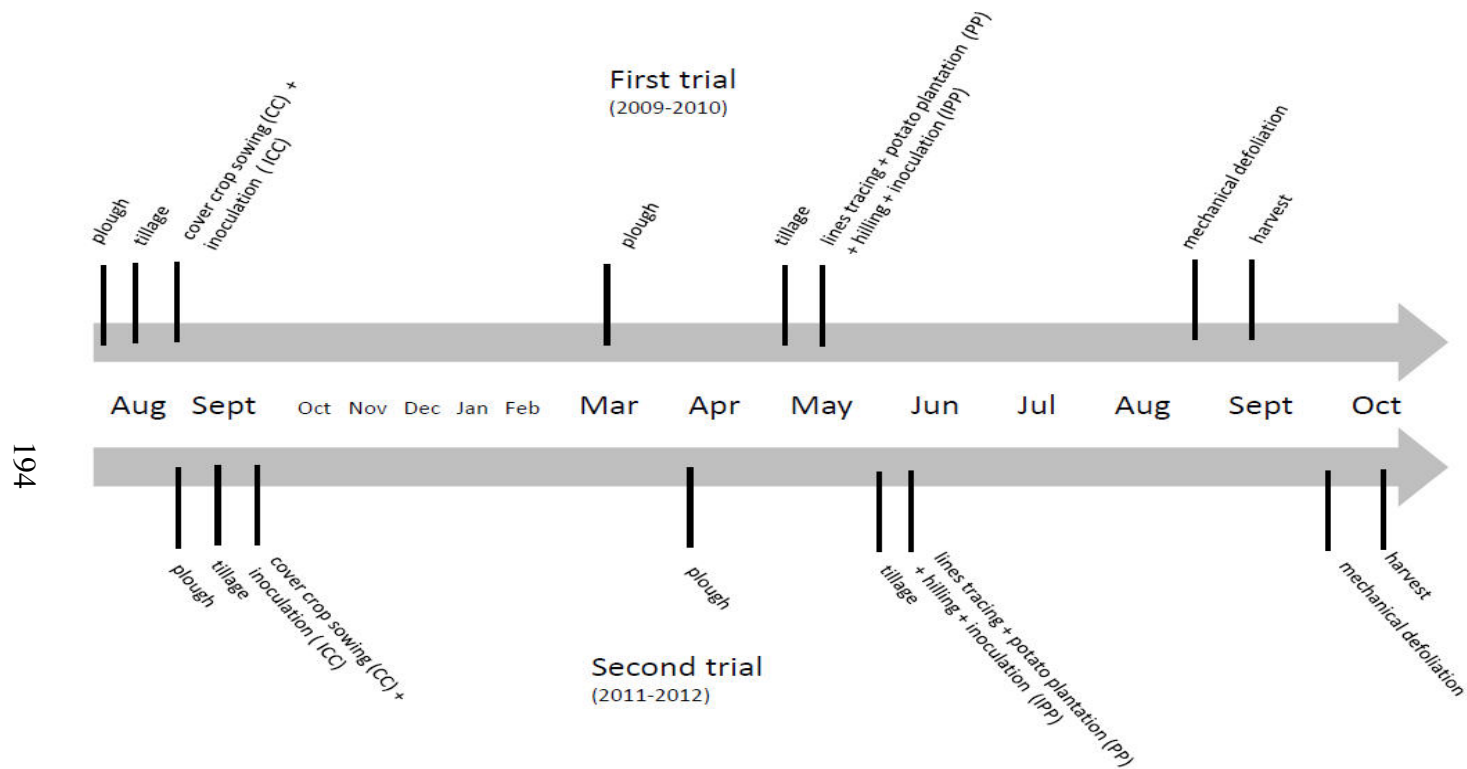 First trial
(2009-2010)
plough
tillage
cover crop sowing (CC) +
inoculation ( ICC)
plough
tillage
lines tracing + potato plantation (PP)
+ hilling + inoculation (IPP)
mechanical defoliation
harvest
Aug Sept Oct Nov Dec Jan Feb Mar Apr May Jun Jul Aug Sept Oct
194
plough
tillage
cover crop sowing (CC) +
inoculation ( ICC)
plough
tillage
lines tracing + potato plantation (PP)
+ hilling + inoculation (IPP)
mechanical defoliation
harvest
Second trial
(2011-2012)